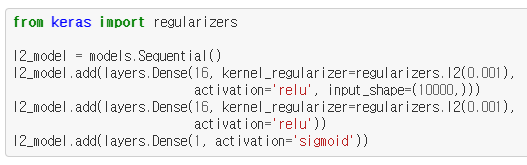 from keras import regularizers
l2_model = models.Sequential()
l2_model.add(layers.Dense(16, kernel_regularizer=regularizers.l2(0.001),
activation='relu', input_shape=(10000,)))
l2_model.add(layers.Dense(16, kernel_regularizer=regularizers.l2(0.001),
activation='relu'))
l2_model.add(layers.Dense(1, activation='sigmoid'))